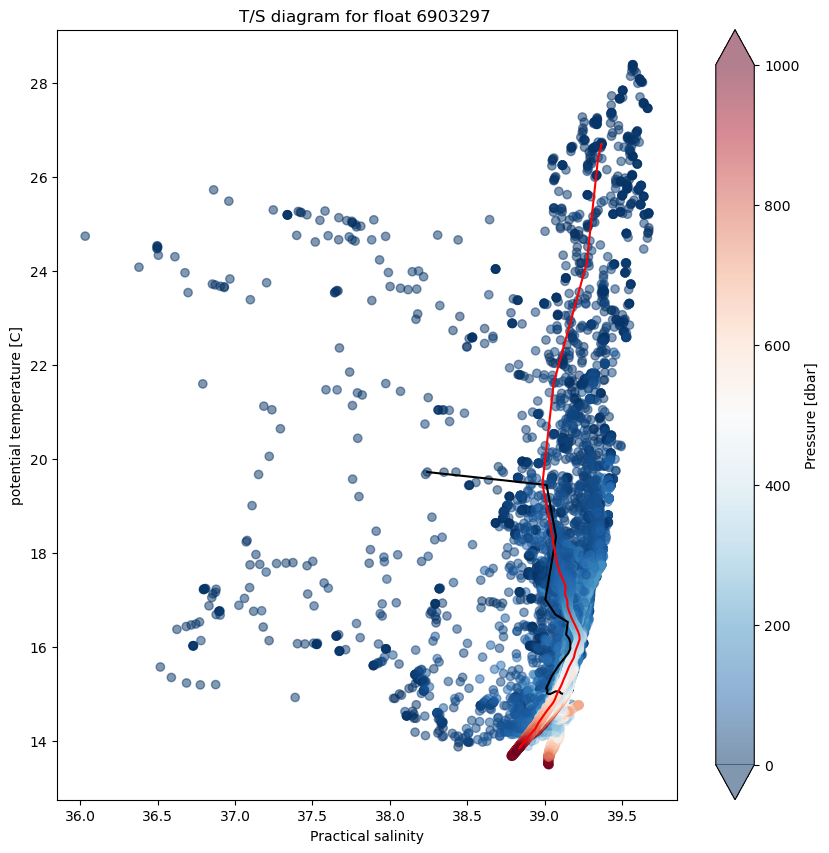 T/S diagram for float 6903297
28
26
24
22
20
18
16
14
potential temperature [C]
36.0 36.5 37.0 37.5 38.0 38.5 39.0 39.5
Practical salinity
1000
800
600
400
200
0
Pressure [dbar]